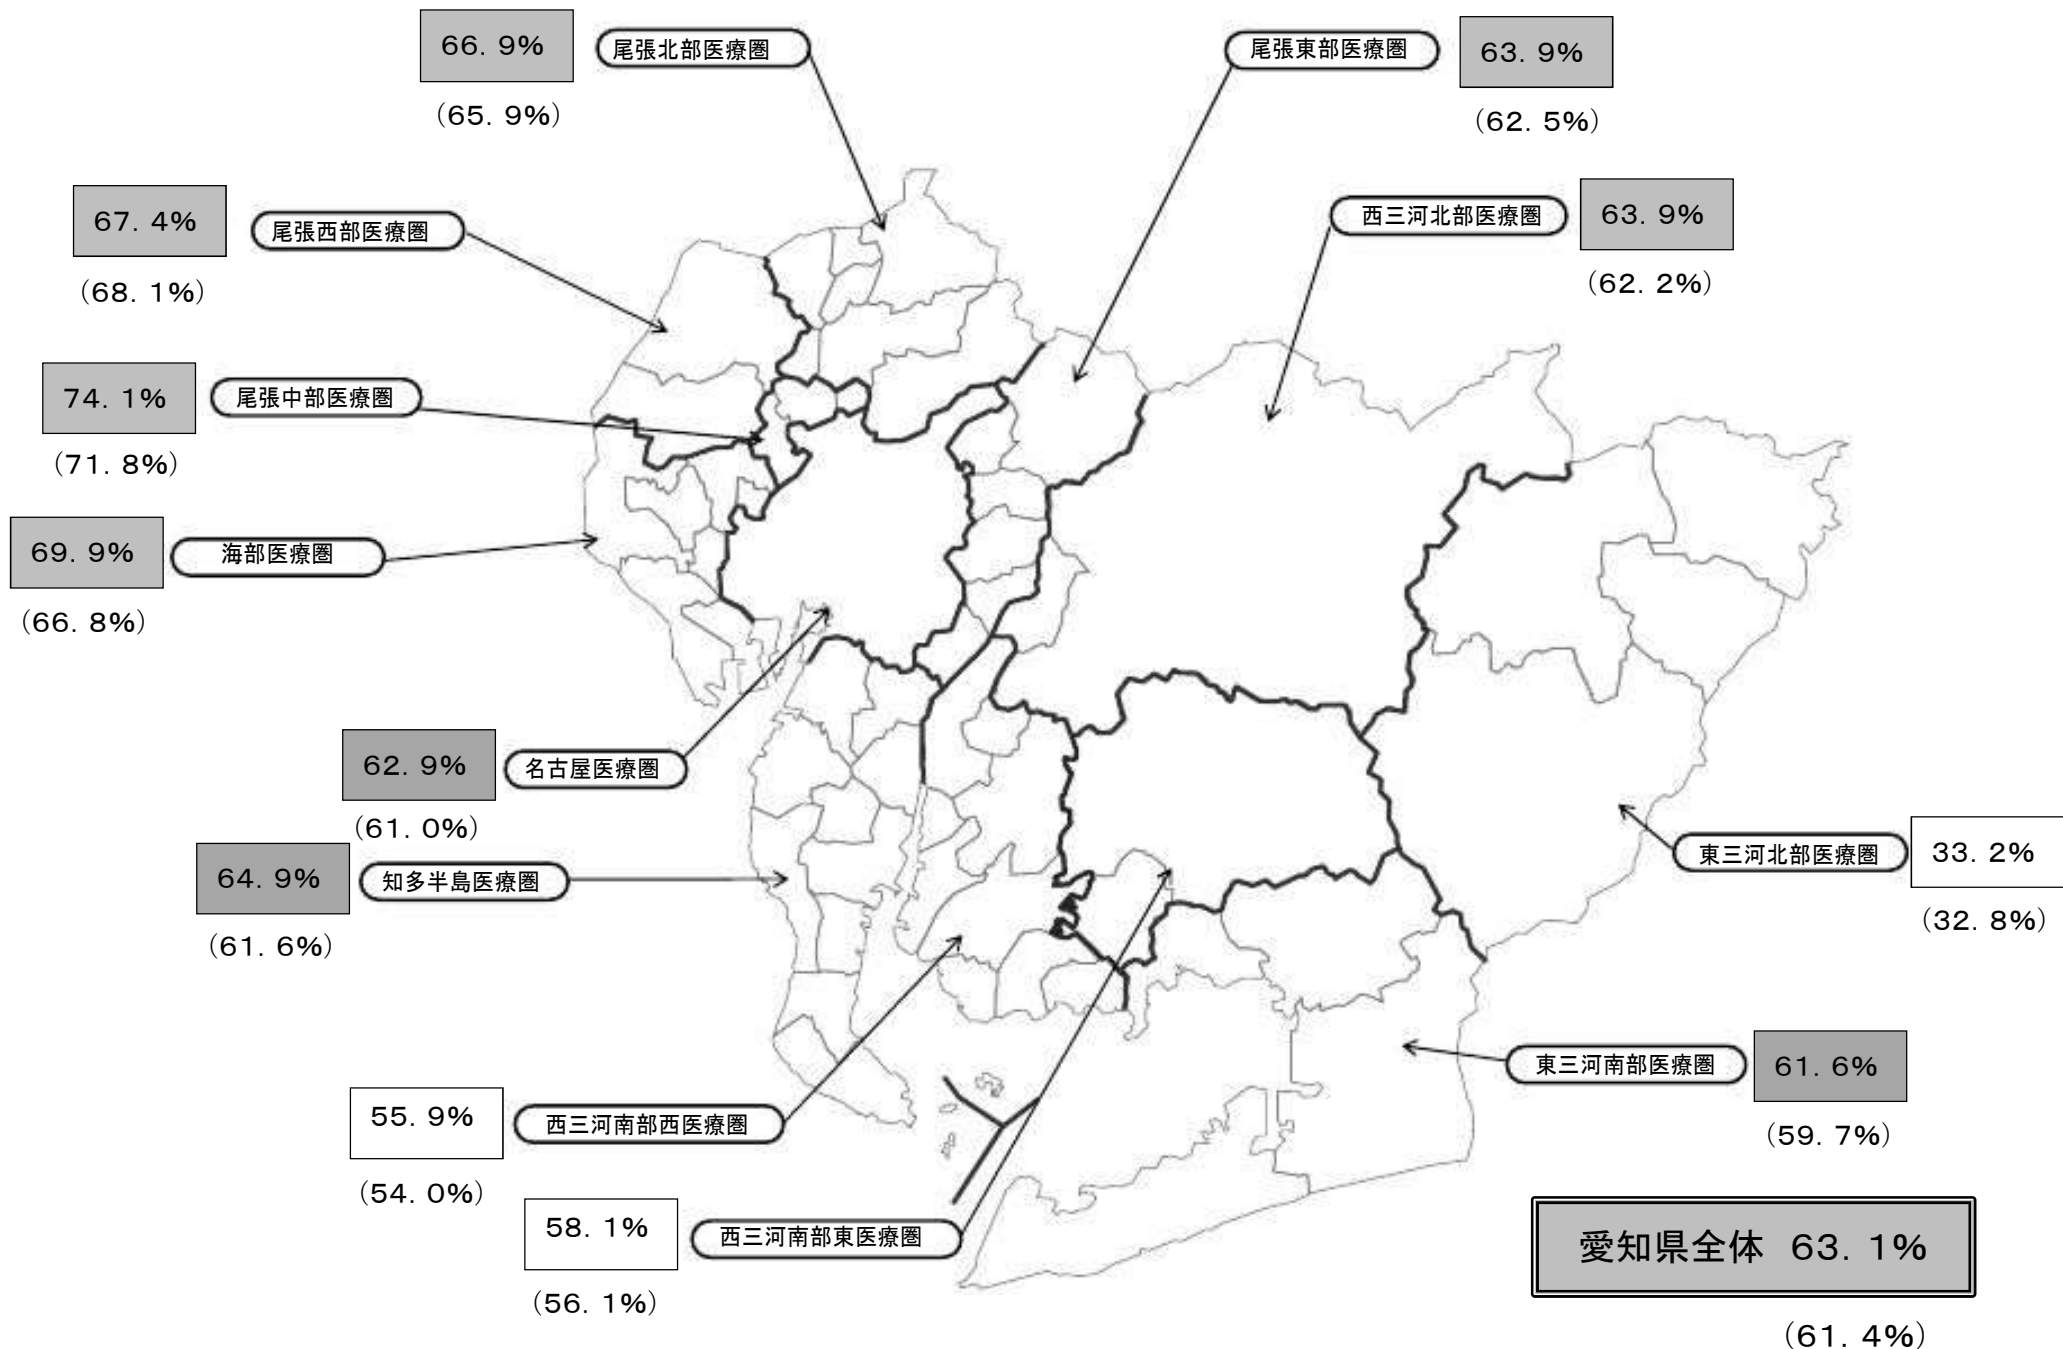 66. 9%
尾張北部医療圏
(65. 9%)
尾張東部医療圏
63. 9%
(62. 5%)
67. 4%
尾張西部医療圏
(68. 1%)
西三河北部医療圏
63. 9%
(62. 2%)
74. 1%
尾張中部医療圏
(71. 8%)
69. 9%
海部医療圏
(66. 8%)
62. 9%
名古屋医療圏
(61. 0%)
64. 9%
知多半島医療圏
(61. 6%)
東三河北部医療圏
33. 2%
(32. 8%)
東三河南部医療圏
61. 6%
(59. 7%)
55. 9%
西三河南部西医療圏
(54. 0%)
58. 1%
西三河南部東医療圏
(56. 1%)
愛知県全体 63. 1%
(61. 4%)